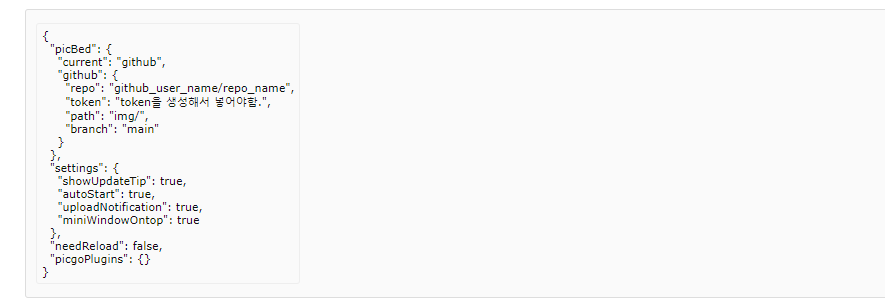 {
  "picBed": {
    "current": "github",
    "github": {
      "repo": "github_user_name/repo_name",
      "token": "token을 생성해서 넣어야함.",
      "path": "img/",
      "branch": "main"
    }
  },
  "settings": {
    "showUpdateTip": true,
    "autoStart": true,
    "uploadNotification": true,
    "miniWindowOntop": true
  },
  "needReload": false,
  "picgoPlugins": {}
}